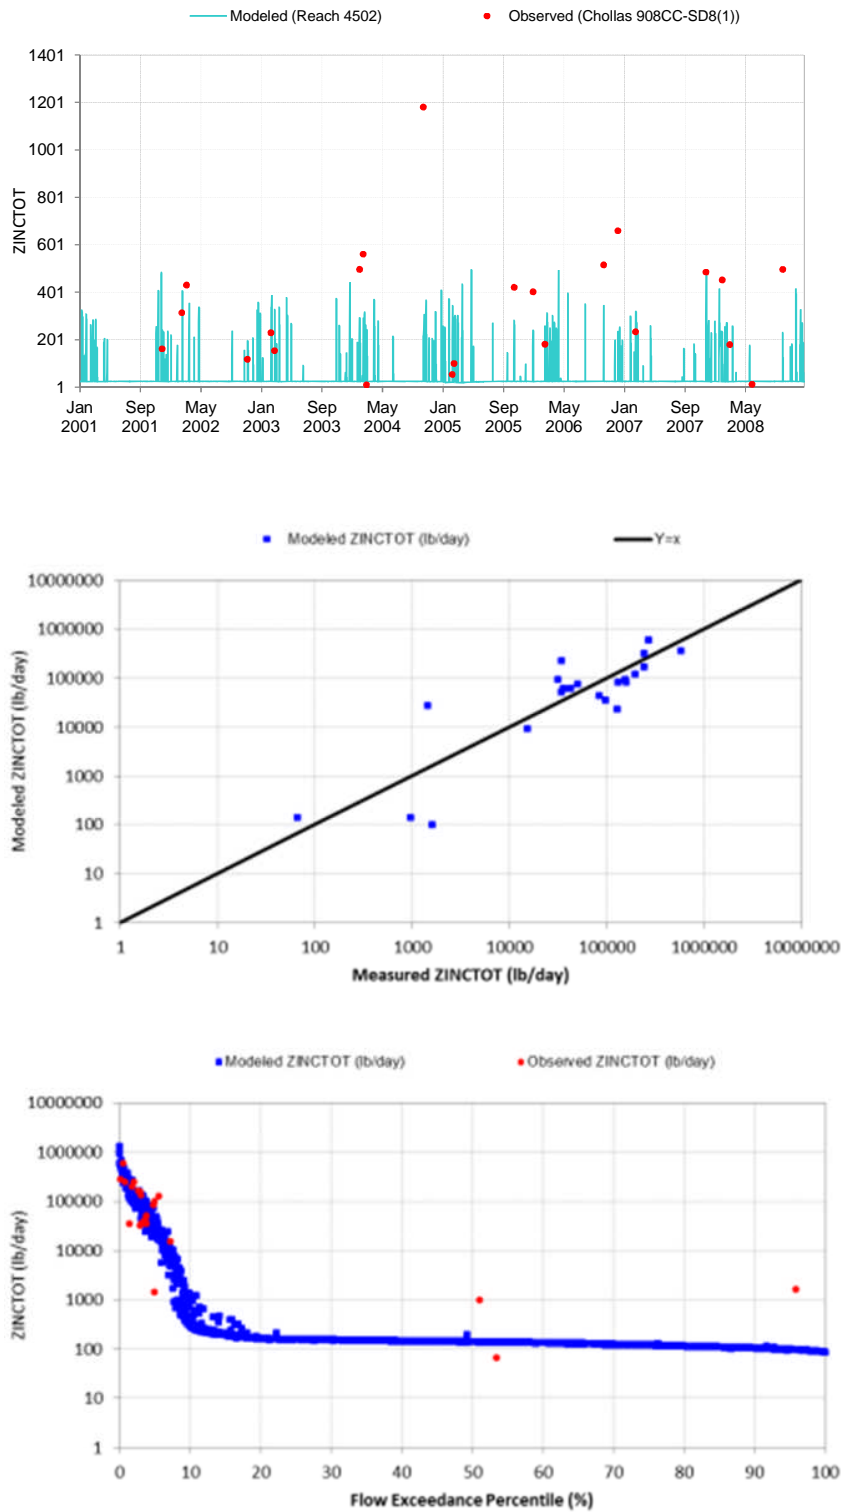 Modeled (Reach 4502) Observed (Chollas 908CC-SD8(1))
1401
1201
1001
801
601
401
201
1
ZINCTOT
Jan Sep May Jan Sep May Jan Sep May Jan Sep May
2001 2001 2002 2003 2003 2004 2005 2005 2006 2007 2007 2008
Modeled ZINCTOT (lb/day) Y=x
10000000
1000000
100000
10000
1000
100
10
1
Modeled ZINCTOT (lb/day)
1 10 100 1000 10000 100000 1000000 10000000
Measured ZINCTOT (lb/day)
Modeled ZINCTOT (lb/day) Observed ZINCTOT (lb/day)
10000000
1000000
100000
10000
1000
100
10
1
ZINCTOT (lb/day)
0 10 20 30 40 50 60 70 80 90 100
Flow Exceedance Percentile (%)